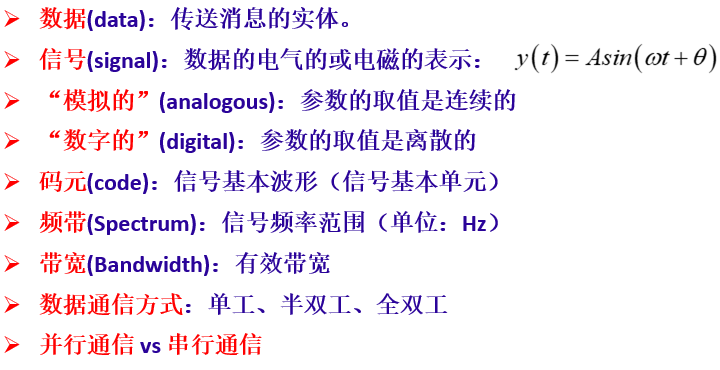 ➢ 数据(data)：传送消息的实体。
➢ 信号(signal)：数据的电气的或电磁的表示： y(t) = Asin(ωt + θ)
➢ “模拟的”(analogous)：参数的取值是连续的
➢ “数字的”(digital)：参数的取值是离散的
➢ 码元(code)：信号基本波形（信号基本单元）
➢ 频带(Spectrum)：信号频率范围（单位：Hz）
➢ 带宽(Bandwidth)：有效带宽
➢ 数据通信方式：单工、半双工、全双工
➢ 并行通信 vs 串行通信